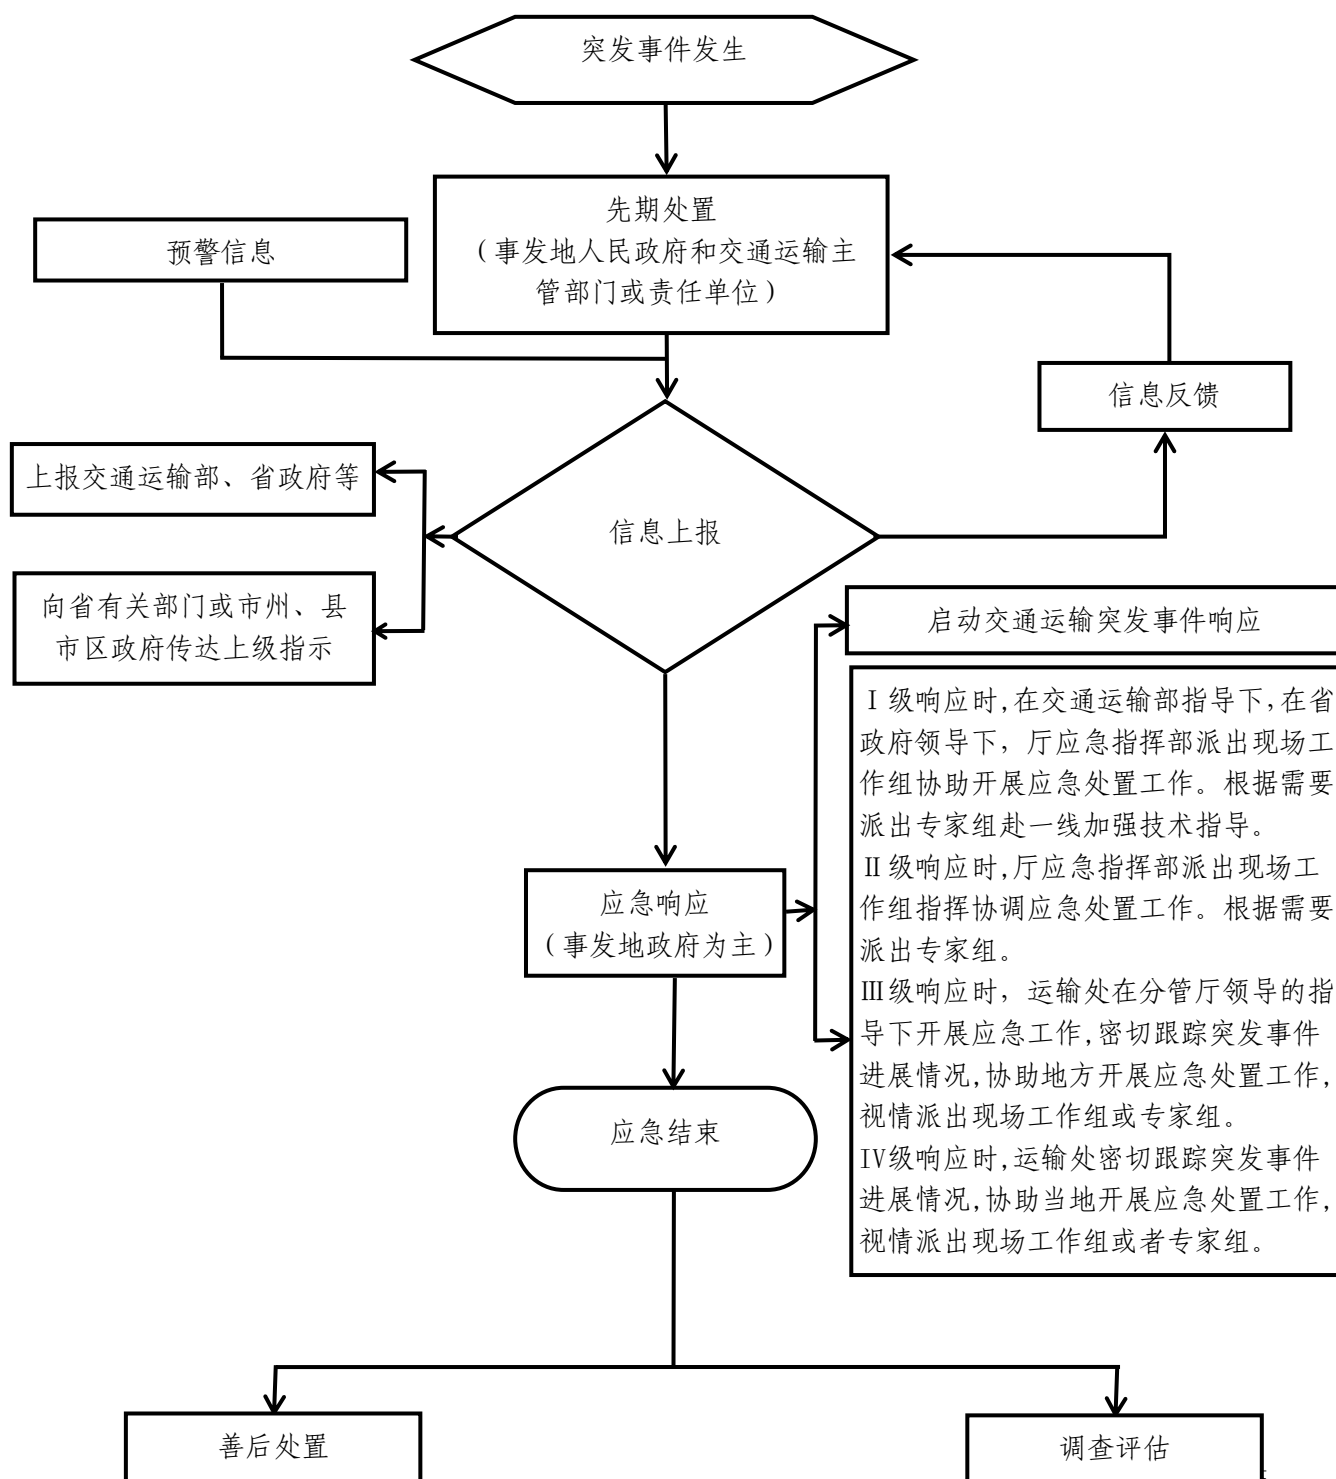 突发事件发生
先期处置
（事发地人民政府和交通运输主
管部门或责任单位）
预警信息
信息反馈
上报交通运输部、省政府等
信息上报
向省有关部门或市州、县
市区政府传达上级指示
启动交通运输突发事件响应
Ⅰ级响应时,在交通运输部指导下,在省
政府领导下，厅应急指挥部派出现场工
作组协助开展应急处置工作。根据需要
派出专家组赴一线加强技术指导。
Ⅱ级响应时,厅应急指挥部派出现场工
作组指挥协调应急处置工作。根据需要
派出专家组。
Ⅲ级响应时，运输处在分管厅领导的指
导下开展应急工作,密切跟踪突发事件
进展情况,协助地方开展应急处置工作,
视情派出现场工作组或专家组。
IV级响应时,运输处密切跟踪突发事件
进展情况,协助当地开展应急处置工作,
视情派出现场工作组或者专家组。
应急响应
（事发地政府为主）
应急结束
善后处置
调查评估